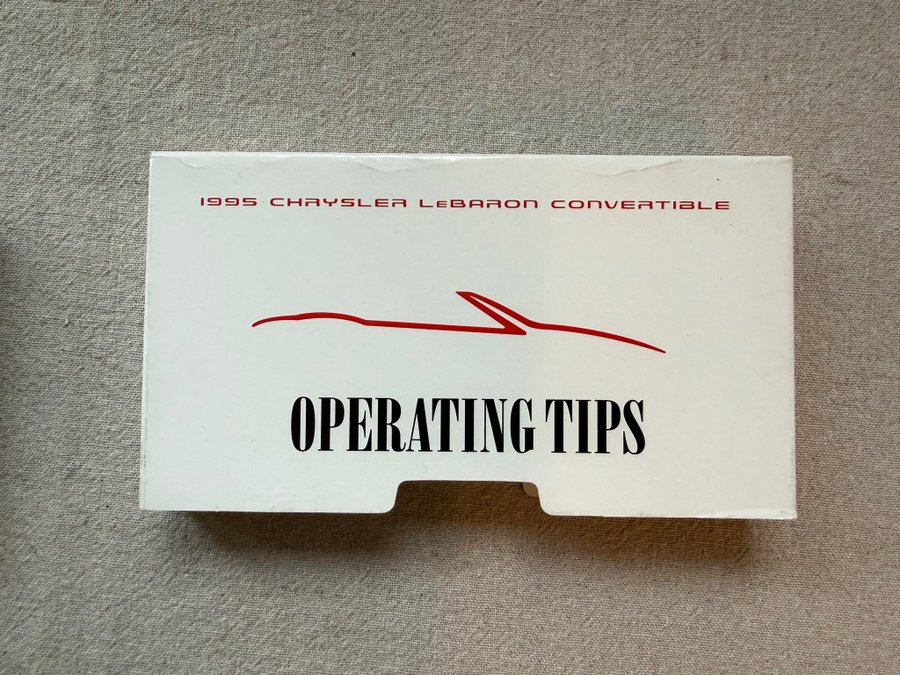 1995 CHRYSLER LEBARON CONVERTIBLE
OPERATING TIPS